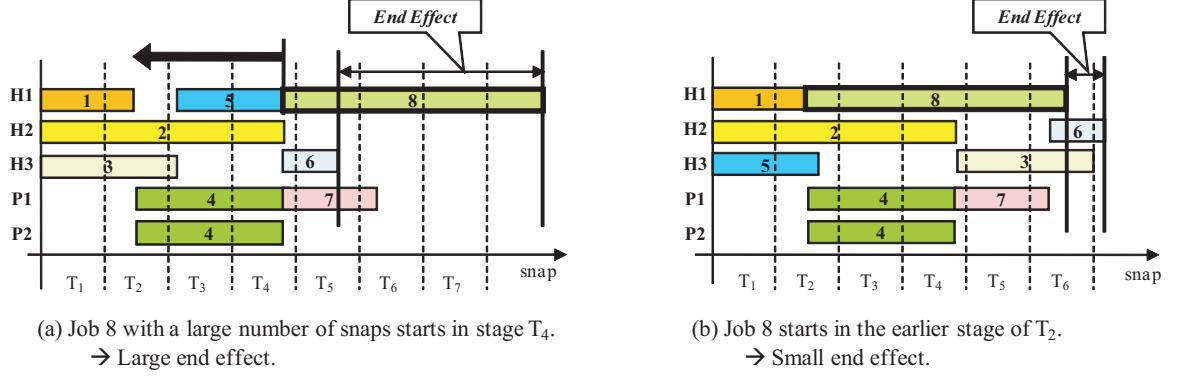 End Effect
H1 1 5 8
H2 2
H3 3 6
P1 4 7
P2 4
snap
T1 T2 T3 T4 T5 T6 T7
(a) Job 8 with a large number of snaps starts in stage T4.
→ Large end effect.
End Effect
H1 1 8
H2 2 6
H3 5 3
P1 4 7
P2 4
T1 T2 T3 T4 T5 T6 snap
(b) Job 8 starts in the earlier stage of T2.
→ Small end effect.